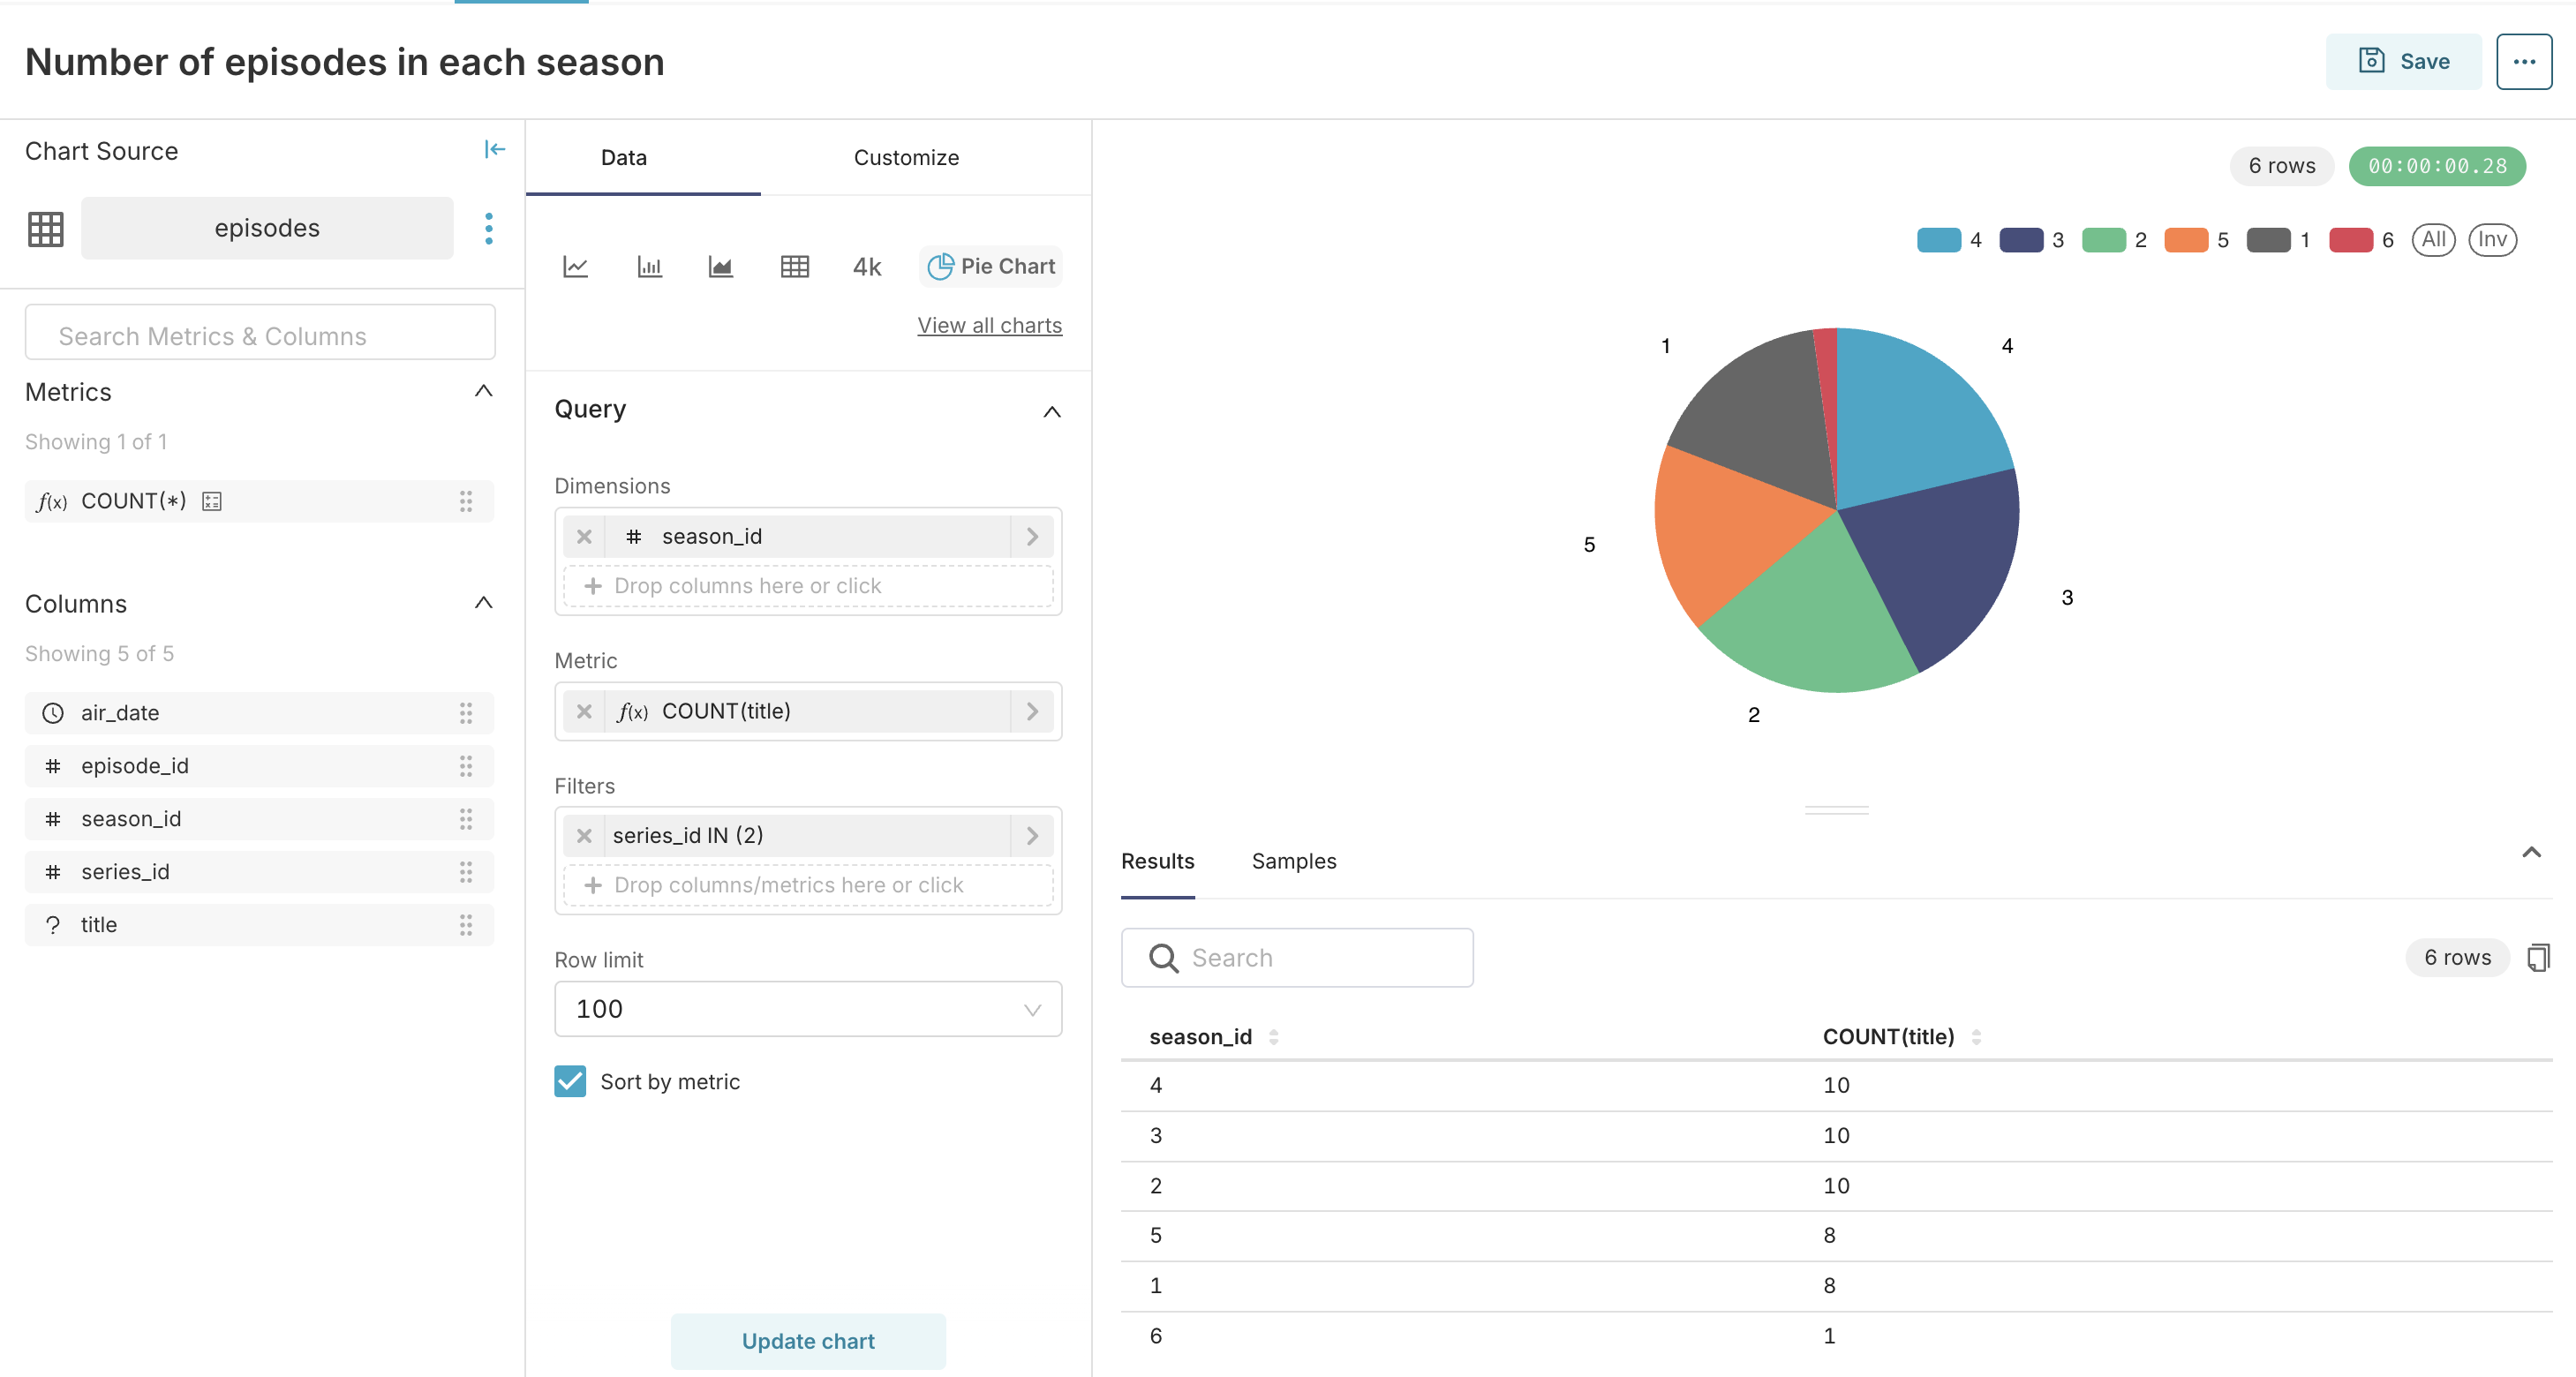 Number of episodes in each season
Save
...
Chart Source
episodes
Search Metrics & Columns
Metrics
Showing 1 of 1
f(x) COUNT(*)
Columns
Showing 5 of 5
air_date
# episode_id
# season_id
# series_id
? title
Data Customize
4k Pie Chart
View all charts
Query
Dimensions
# season_id
+ Drop columns here or click
Metric
f(x) COUNT(title)
Filters
series_id IN (2)
+ Drop columns/metrics here or click
Row limit
100
Sort by metric
Update chart
6 rows 00:00:00.28
4 3 2 5 1 6 All Inv
1 4
5
3
2
Results Samples
Search
6 rows
season_id COUNT(title)
4 10
3 10
2 10
5 8
1 8
6 1